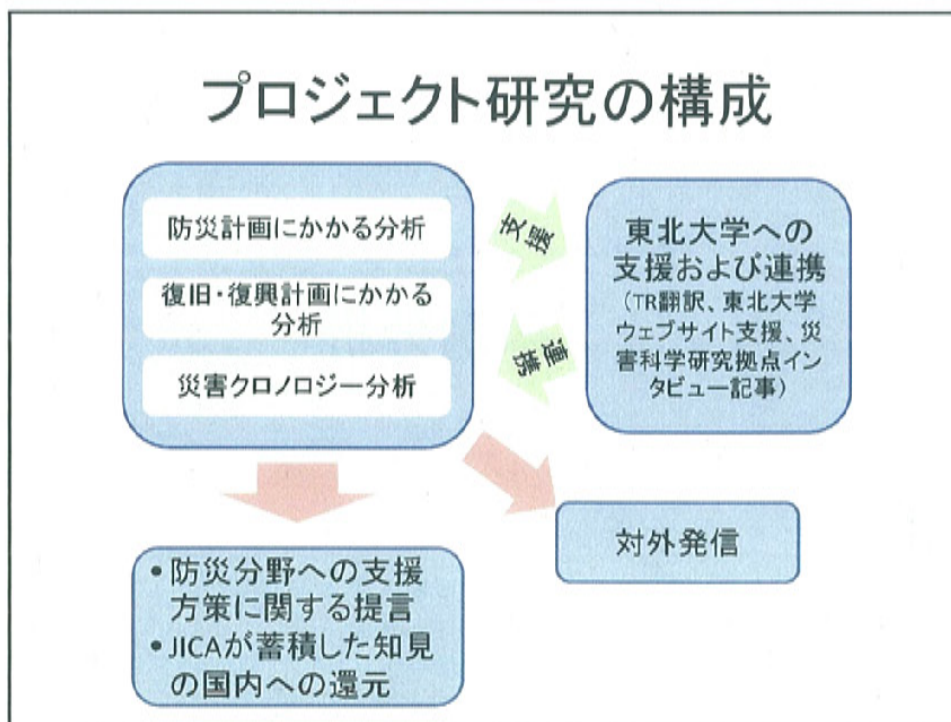 プロジェクト研究の構成
防災計画にかかる分析
復旧・復興計画にかかる
分析
災害クロノロジー分析
支援
連携
東北大学への
支援および連携
(TR翻訳、東北大学
ウェブサイト支援、災
害科学研究拠点イン
タビュー記事)
対外発信
• 防災分野への支援
方策に関する提言
• JICAが蓄積した知見
の国内への還元